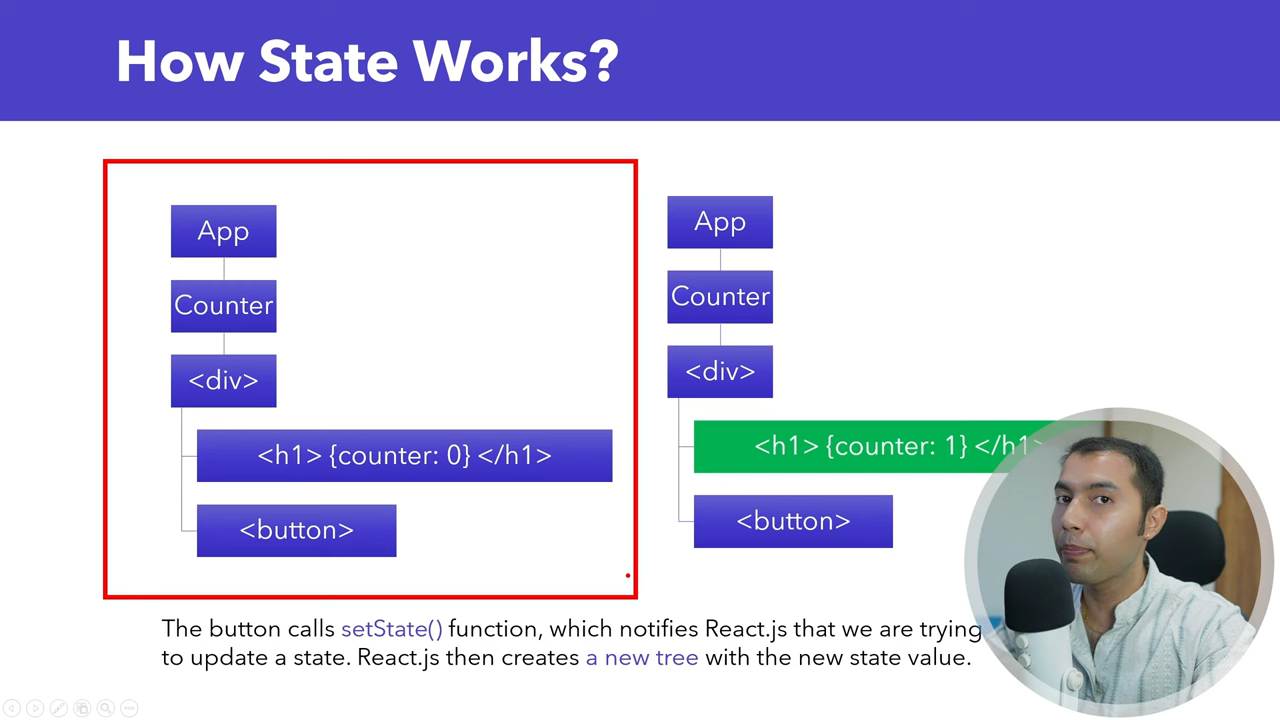 How State Works?
App
Counter
<div>
<h1> {counter: 0} </h1>
<button>
App
Counter
<div>
<h1> {counter: 1} </h1>
<button>
The button calls setState() function, which notifies React.js that we are trying
to update a state. React.js then creates a new tree with the new state value.